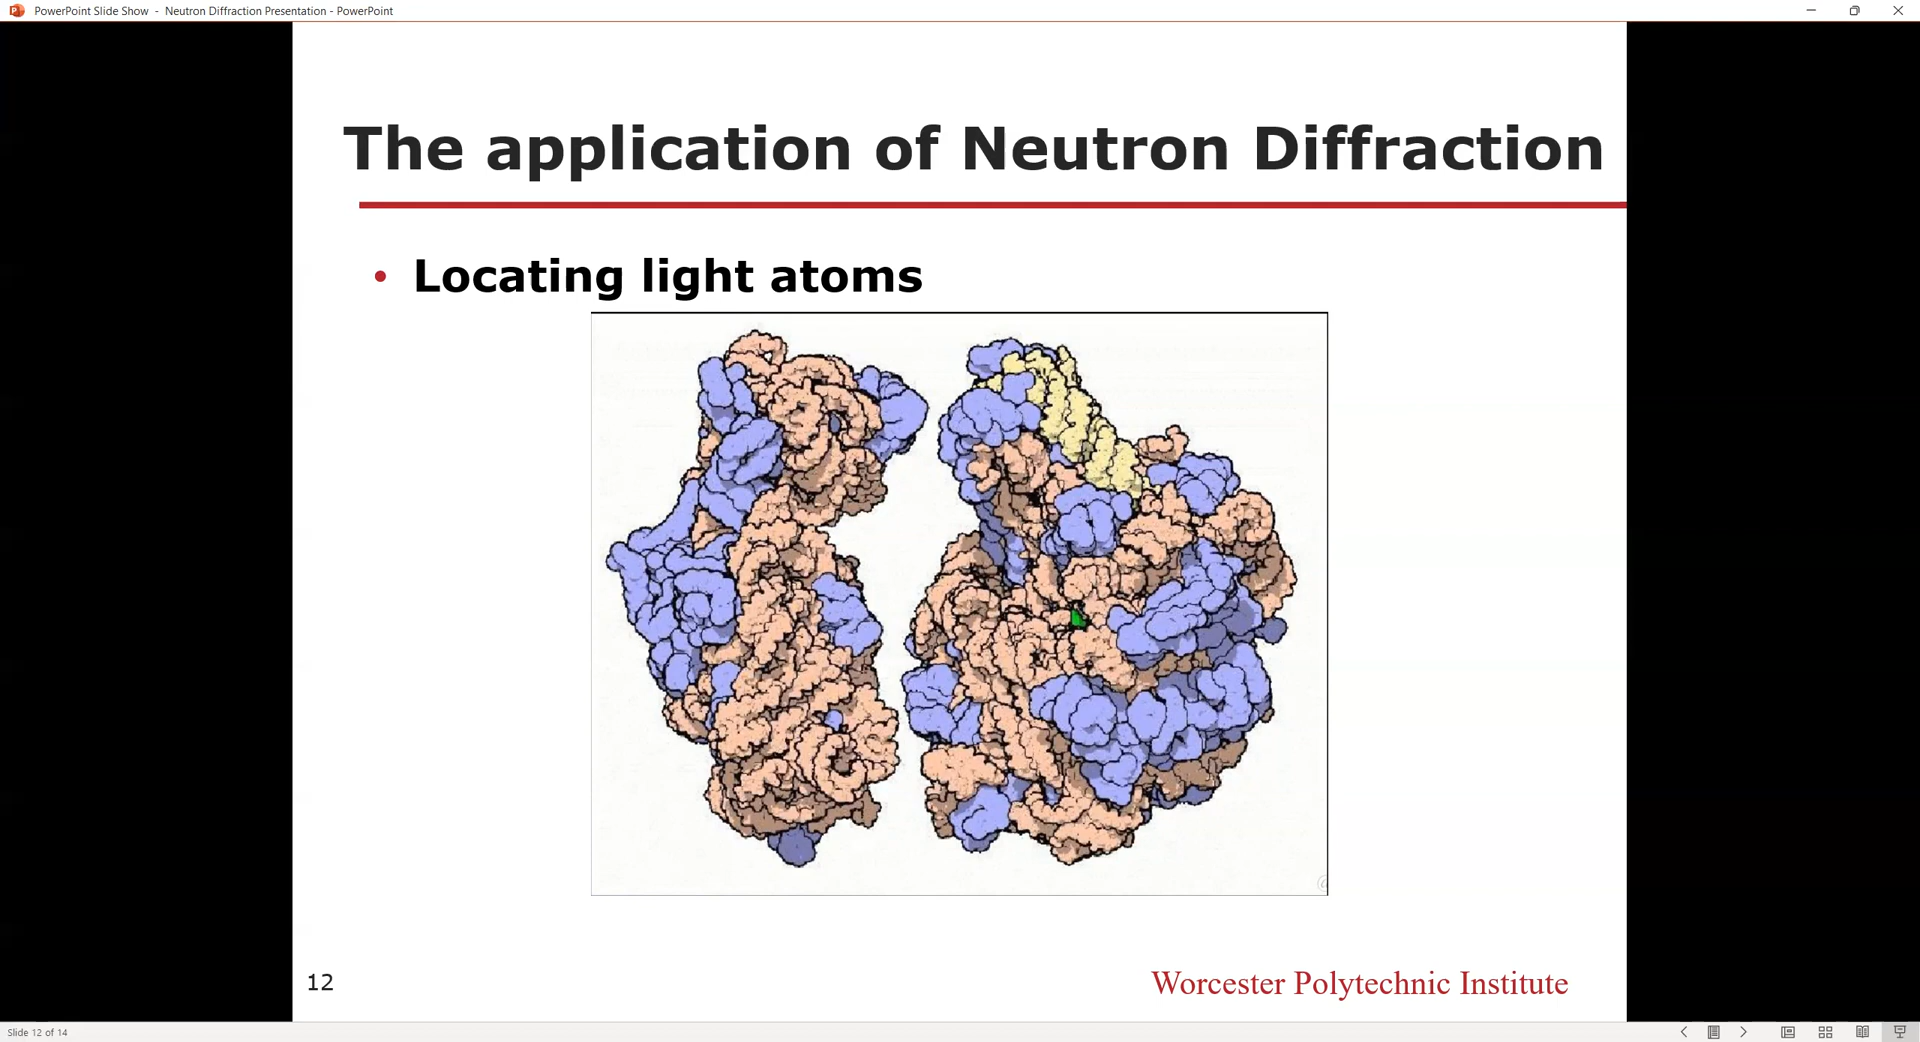 PowerPoint Slide Show - Neutron Diffraction Presentation - PowerPoint
The application of Neutron Diffraction
• Locating light atoms
12
Worcester Polytechnic Institute
Slide 12 of 14